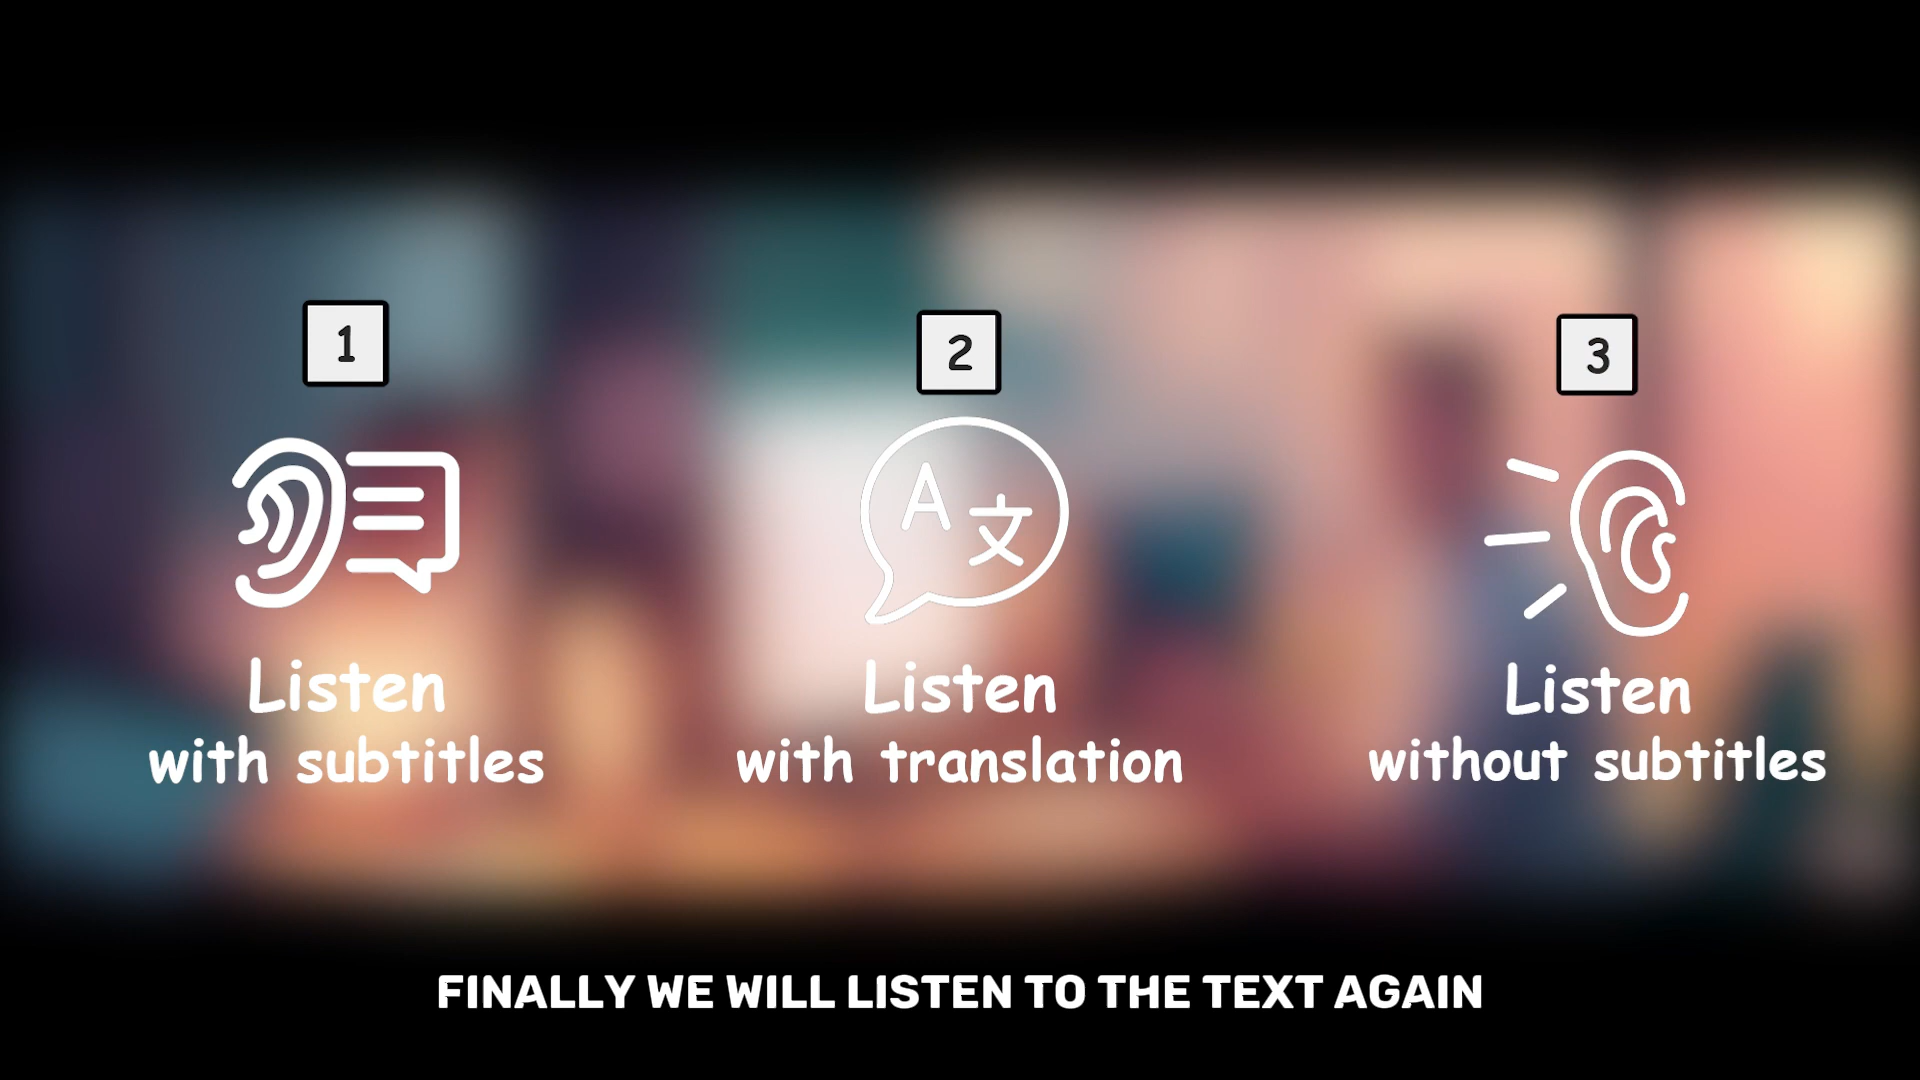 1
Listen
with subtitles
2
A 文
Listen
with translation
3
Listen
without subtitles
FINALLY WE WILL LISTEN TO THE TEXT AGAIN